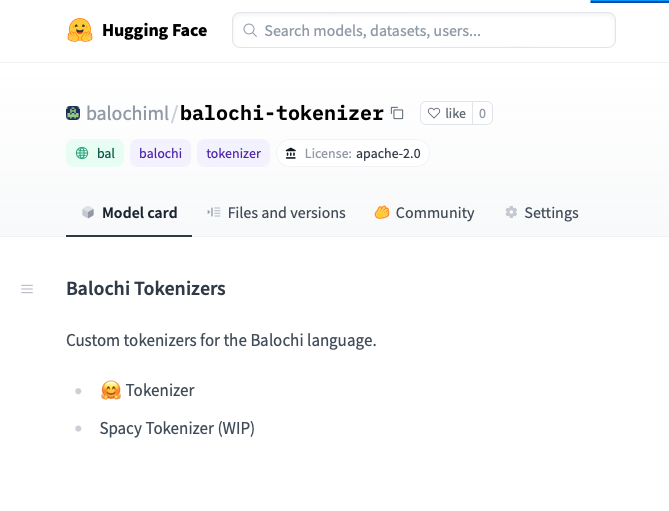 Hugging Face
Search models, datasets, users...
balochiml/balochi-tokenizer
like 0
bal balochi tokenizer License: apache-2.0
Model card Files and versions Community Settings
Balochi Tokenizers
Custom tokenizers for the Balochi language.
🤗 Tokenizer
Spacy Tokenizer (WIP)